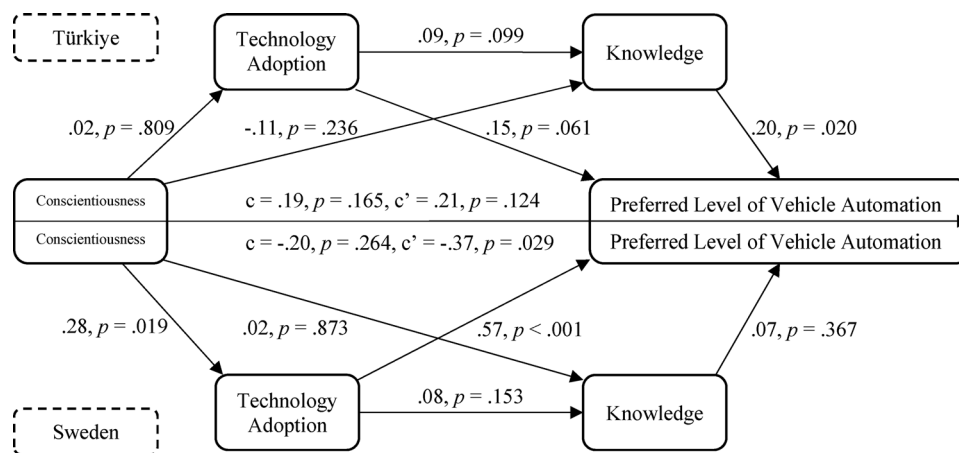 Türkiye
Technology
Adoption
.09, p = .099
Knowledge
.02, p = .809
-.11, p = .236
.15, p = .061
.20, p = .020
Conscientiousness
c = .19, p = .165, c’ = .21, p = .124
Preferred Level of Vehicle Automation
Conscientiousness
c = -.20, p = .264, c’ = -.37, p = .029
Preferred Level of Vehicle Automation
.28, p = .019
.02, p = .873
.57, p < .001
.07, p = .367
Technology
Adoption
.08, p = .153
Knowledge
Sweden